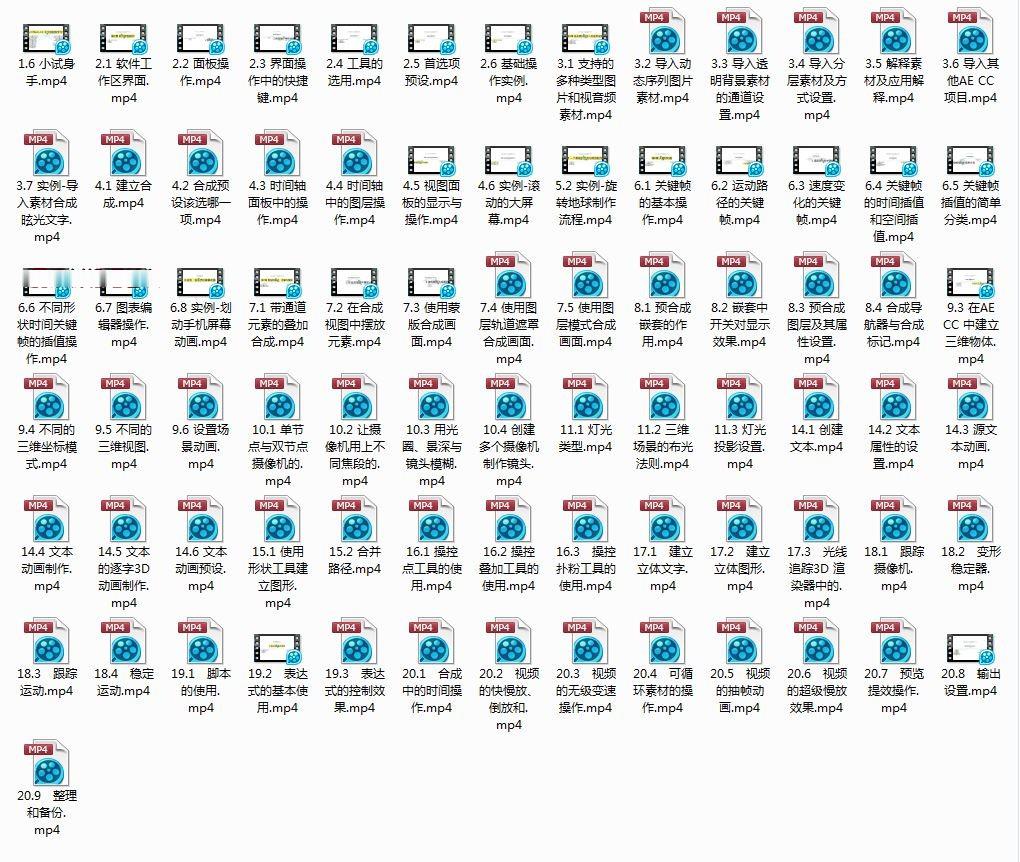 1.6 小试身
手.mp4
2.1 软件工
作区界面.
mp4
2.2 面板操
作.mp4
2.3 界面操
作中的快捷
键.mp4
2.4 工具的
选用.mp4
2.5 首选项
预设.mp4
2.6 基础操
作实例.
mp4
3.1 支持的
多种类型图
片和视音频
素材.mp4
MP4
3.2 导入动
态序列图片
素材.mp4
MP4
3.3 导入透
明背景素材
的通道设
置.mp4
MP4
3.4 导入分
层素材及方
式设置.
mp4
MP4
3.5 解释素
材及应用解
释.mp4
MP4
3.6 导入其
他AE CC
项目.mp4
MP4
3.7 实例-导
入素材合成
眩光文字.
mp4
MP4
4.1 建立合
成.mp4
MP4
4.2 合成预
设该选哪一
项.mp4
MP4
4.3 时间轴
面板中的操
作.mp4
MP4
4.4 时间轴
中的图层操
作.mp4
4.5 视图面
板的显示与
操作.mp4
4.6 实例-滚
动的大屏
幕.mp4
5.2 实例-旋
转地球制作
流程.mp4
6.1 关键帧
的基本操
作.mp4
6.2 运动路
径的关键
帧.mp4
6.3 速度变
化的关键
帧.mp4
6.4 关键帧
的时间插值
和空间插
值.mp4
6.5 关键帧
插值的简单
分类.mp4
6.6 不同形
状时间关键
帧的插值操
作.mp4
6.7 图表编
辑器操作.
mp4
6.8 实例-划
动手机屏幕
动画.mp4
7.1 带通道
元素的叠加
合成.mp4
7.2 在合成
视图中摆放
元素.mp4
7.3 使用蒙
版合成画
面.mp4
MP4
7.4 使用图
层轨道遮罩
合成画面.
mp4
MP4
7.5 使用图
层模式合成
画面.mp4
MP4
8.1 预合成
嵌套的作
用.mp4
MP4
8.2 嵌套中
开关对显示
效果.mp4
MP4
8.3 预合成
图层及其属
性设置.
mp4
MP4
8.4 合成导
航器与合成
标记.mp4
9.3 在AE
CC 中建立
三维物体.
mp4
MP4
9.4 不同的
三维坐标模
式.mp4
MP4
9.5 不同的
三维视图.
mp4
MP4
9.6 设置场
景动画.
mp4
MP4
10.1 单节
点与双节点
摄像机的.
mp4
MP4
10.2 让摄
像机用上不
同焦段的.
mp4
MP4
10.3 用光
圈、景深与
镜头模糊.
mp4
MP4
10.4 创建
多个摄像机
制作镜头.
mp4
MP4
11.1 灯光
类型.mp4
MP4
11.2 三维
场景的布光
法则.mp4
MP4
11.3 灯光
投影设置.
mp4
MP4
14.1 创建
文本.mp4
MP4
14.2 文本
属性的设
置.mp4
MP4
14.3 源文
本动画.
mp4
MP4
14.4 文本
动画制作.
mp4
MP4
14.5 文本
的逐字3D
动画制作.
mp4
MP4
14.6 文本
动画预设.
mp4
MP4
15.1 使用
形状工具建
立图形.
mp4
MP4
15.2 合并
路径.mp4
MP4
16.1 操控
点工具的使
用.mp4
MP4
16.2 操控
叠加工具的
使用.mp4
MP4
16.3 操控
扑粉工具的
使用.mp4
MP4
17.1 建立
立体文字.
mp4
MP4
17.2 建立
立体图形.
mp4
MP4
17.3 光线
追踪3D 渲
染器中的.
mp4
MP4
18.1 跟踪
摄像机.
mp4
MP4
18.2 变形
稳定器.
mp4
MP4
18.3 跟踪
运动.mp4
MP4
18.4 稳定
运动.mp4
MP4
19.1 脚本
的使用.
mp4
19.2 表达
式的基本使
用.mp4
MP4
19.3 表达
式的控制效
果.mp4
MP4
20.1 合成
中的时间操
作.mp4
MP4
20.2 视频
的快慢放、
倒放和.
mp4
MP4
20.3 视频
的无级变速
操作.mp4
MP4
20.4 可循
环素材的操
作.mp4
MP4
20.5 视频
的抽帧动
画.mp4
MP4
20.6 视频
的超级慢放
效果.mp4
MP4
20.7 预览
提效操作.
mp4
20.8 输出
设置.mp4
MP4
20.9 整理
和备份.
mp4